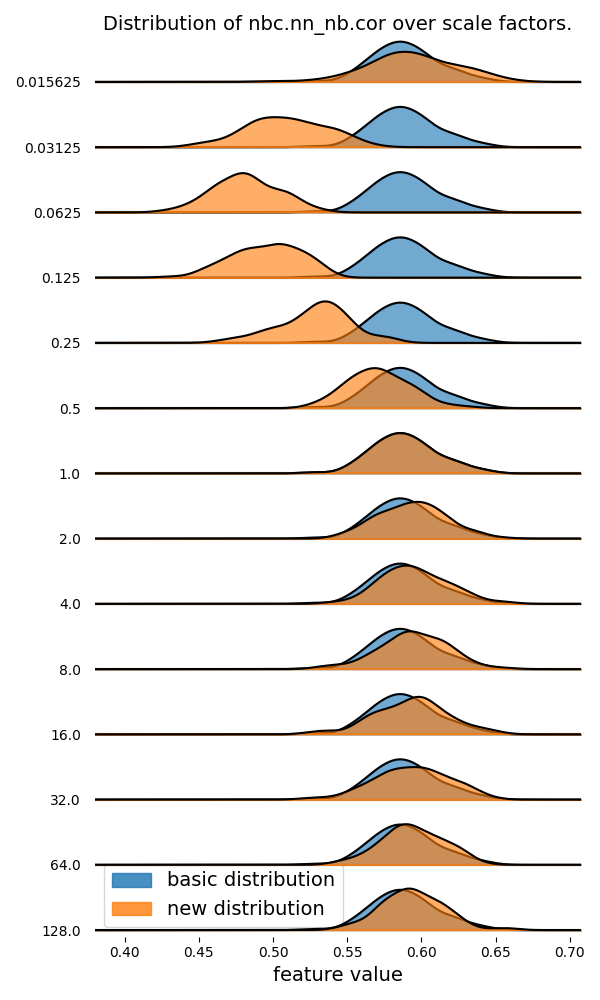 Distribution of nbc.nn_nb.cor over scale factors.
0.015625
0.03125
0.0625
0.125
0.25
0.5
1.0
2.0
4.0
8.0
16.0
32.0
64.0
basic distribution
new distribution
128.0
0.40 0.45 0.50 0.55 0.60 0.65 0.70
feature value